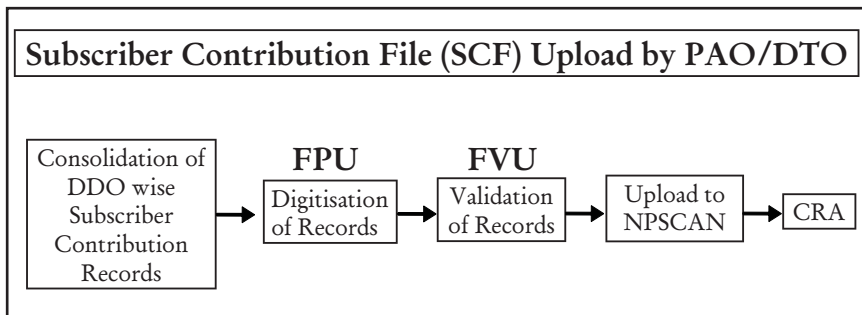 Subscriber Contribution File (SCF) Upload by PAO/DTO
Consolidation of
DDO wise
Subscriber
Contribution
Records
FPU
Digitisation
of Records
FVU
Validation
of Records
Upload to
NPSCAN
CRA